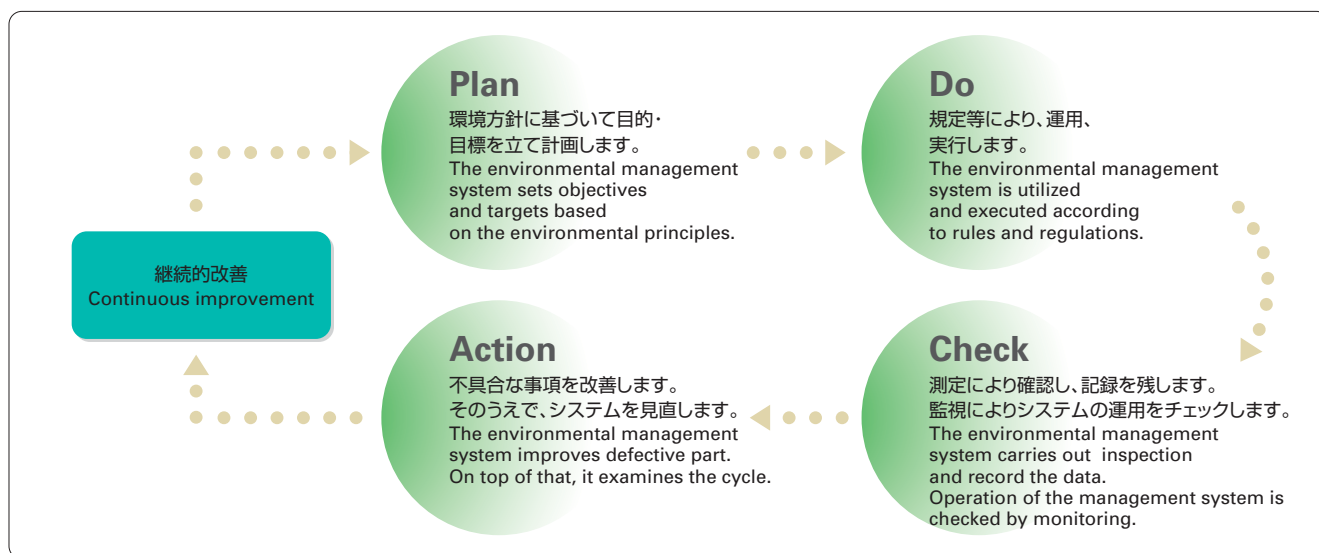 Plan
環境方針に基づいて目的・
目標を立て計画します。
The environmental management
system sets objectives
and targets based
on the environmental principles.
Do
規定等により、運用、
実行します。
The environmental management
system is utilized
and executed according
to rules and regulations.
継続的改善
Continuous improvement
Action
不具合な事項を改善します。
そのうえで、システムを見直します。
The environmental management
system improves defective part.
On top of that, it examines the cycle.
Check
測定により確認し、記録を残します。
監視によりシステムの運用をチェックします。
The environmental management
system carries out inspection
and record the data.
Operation of the management system is
checked by monitoring.